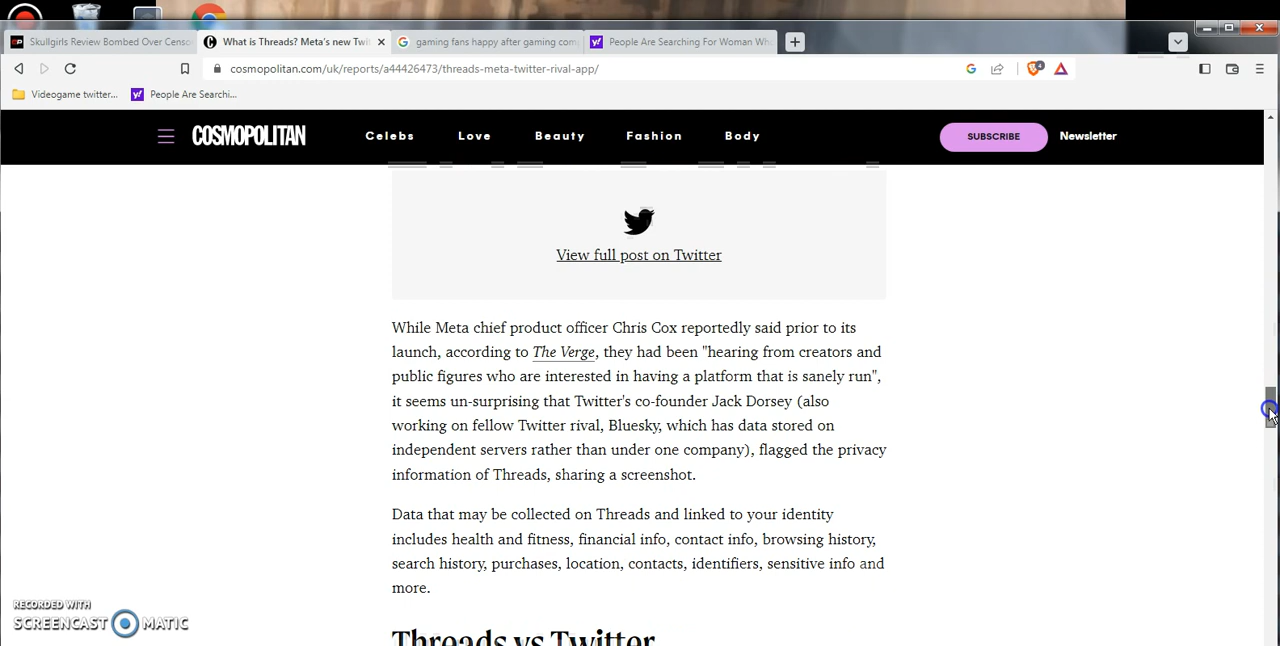 Skullgirls Review Bombed Over Censo
What is Threads? Meta's new Twit
gaming fans happy after gaming com
People Are Searching For Woman Wh
cosmopolitan.com/uk/reports/a44426473/threads-meta-twitter-rival-app/
4
Videogame twitter...
People Are Searchi...
COSMOPOLITAN
Celebs
Love
Beauty
Fashion
Body
SUBSCRIBE
Newsletter
View full post on Twitter
While Meta chief product officer Chris Cox reportedly said prior to its
launch, according to The Verge, they had been "hearing from creators and
public figures who are interested in having a platform that is sanely run",
it seems un-surprising that Twitter's co-founder Jack Dorsey (also
working on fellow Twitter rival, Bluesky, which has data stored on
independent servers rather than under one company), flagged the privacy
information of Threads, sharing a screenshot.
Data that may be collected on Threads and linked to your identity
includes health and fitness, financial info, contact info, browsing history,
search history, purchases, location, contacts, identifiers, sensitive info and
more.
Threads vs Twitter
RECORDED WITH
SCREENCAST MATIC